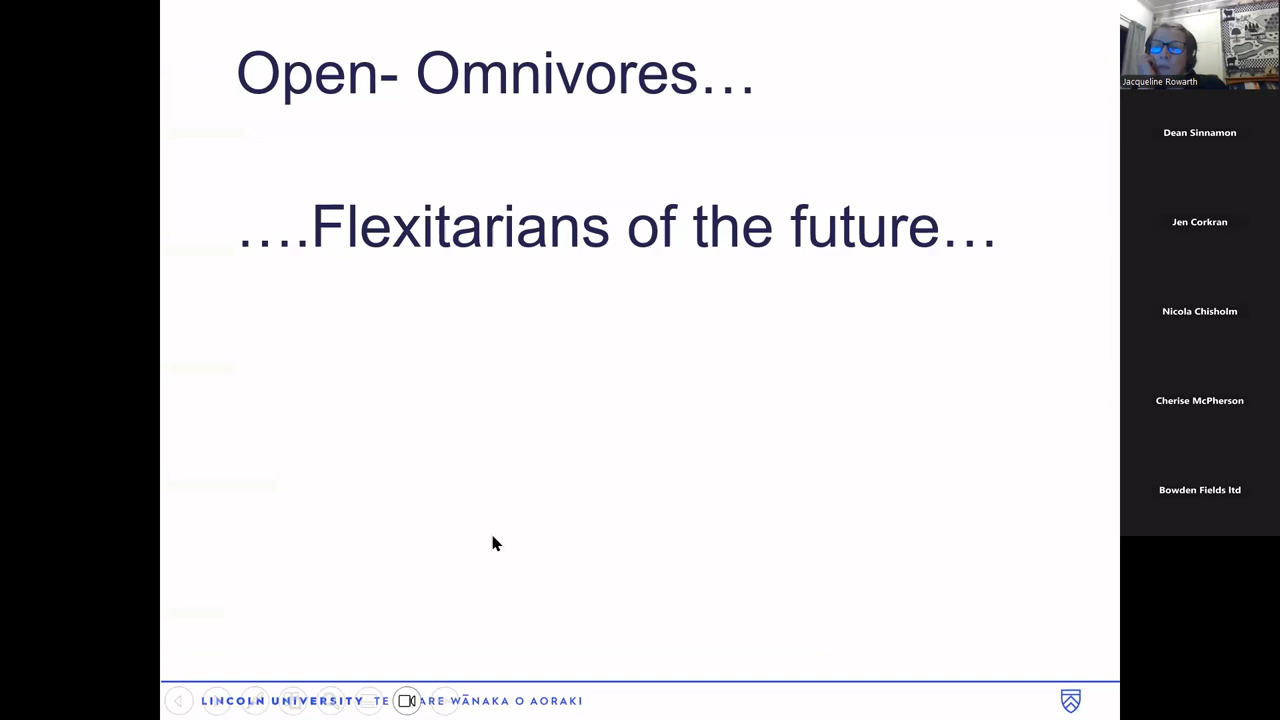 Open- Omnivores…
….Flexitarians of the future…
Jacqueline Rowarth
Dean Sinnamon
Jen Corkran
Nicola Chisholm
Cherise McPherson
Bowden Fields ltd
LINCOLN UNIVERSITY TE ARE WĀNAKA O AORAKI